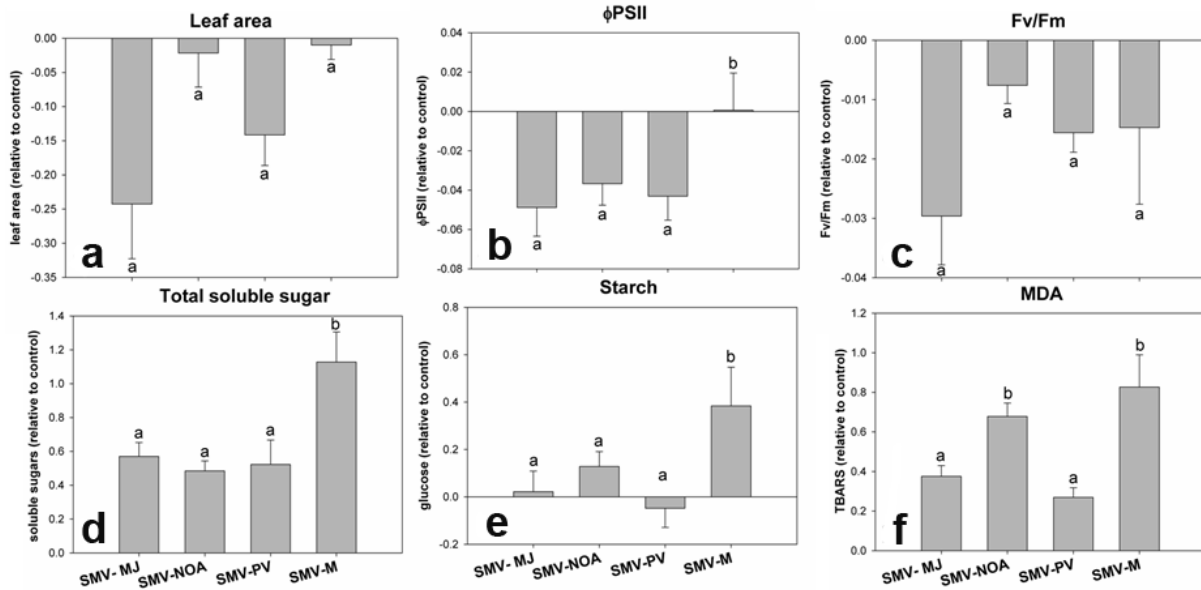 Leaf area
leaf area (relative to control)
0.00
-0.05
-0.10
-0.15
-0.20
-0.25
-0.30
-0.35
a
a
a
a
a
ϕPSII
ϕPSII (relative to control)
0.04
0.02
0.00
-0.02
-0.04
-0.06
-0.08
b
a
a
a
b
Fv/Fm
Fv/Fm (relative to control)
0.00
-0.01
-0.02
-0.03
-0.04
a
a
a
a
c
Total soluble sugar
soluble sugars (relative to control)
1.4
1.2
1.0
0.8
0.6
0.4
0.2
0.0
a
a
a
b
d
SMV- MJ
SMV-NOA
SMV-PV
SMV-M
Starch
glucose (relative to control)
0.8
0.6
0.4
0.2
0.0
-0.2
a
a
a
b
e
SMV- MJ
SMV-NOA
SMV-PV
SMV-M
MDA
TBARS (relative to control)
1.2
1.0
0.8
0.6
0.4
0.2
0.0
a
b
a
b
f
SMV- MJ
SMV-NOA
SMV-PV
SMV-M